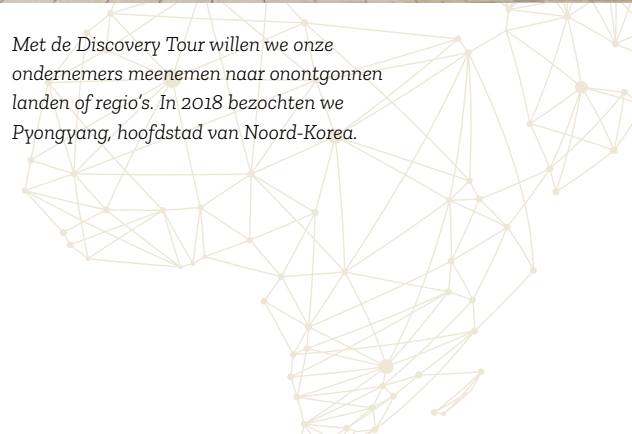 Met de Discovery Tour willen we onze
ondernemers meenemen naar onontgonnen
landen of regio’s. In 2018 bezochten we
Pyongyang, hoofdstad van Noord-Korea.